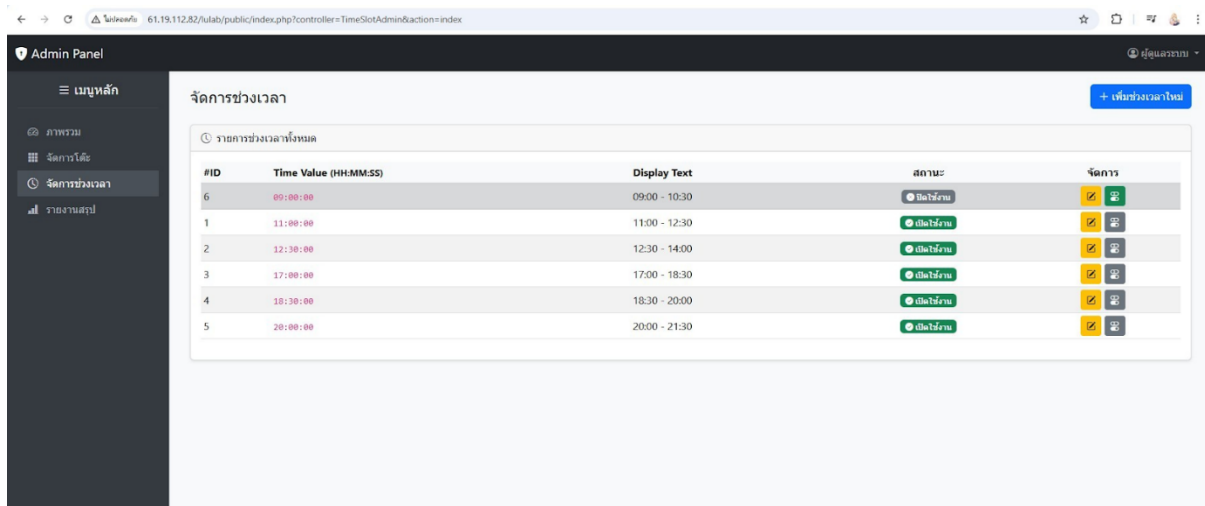 ไม่ปลอดภัย 61.19.112.82/lulab/public/index.php?controller=TimeSlotAdmin&action=index
Admin Panel
ผู้ดูแลระบบ
เมนูหลัก
ภาพรวม
จัดการโต๊ะ
จัดการช่วงเวลา
รายงานสรุป
จัดการช่วงเวลา
+ เพิ่มช่วงเวลาใหม่
รายการช่วงเวลาทั้งหมด
#ID Time Value (HH:MM:SS) Display Text สถานะ จัดการ
6 09:00:00 09:00 - 10:30 ปิดใช้งาน
1 11:00:00 11:00 - 12:30 เปิดใช้งาน
2 12:30:00 12:30 - 14:00 เปิดใช้งาน
3 17:00:00 17:00 - 18:30 เปิดใช้งาน
4 18:30:00 18:30 - 20:00 เปิดใช้งาน
5 20:00:00 20:00 - 21:30 เปิดใช้งาน